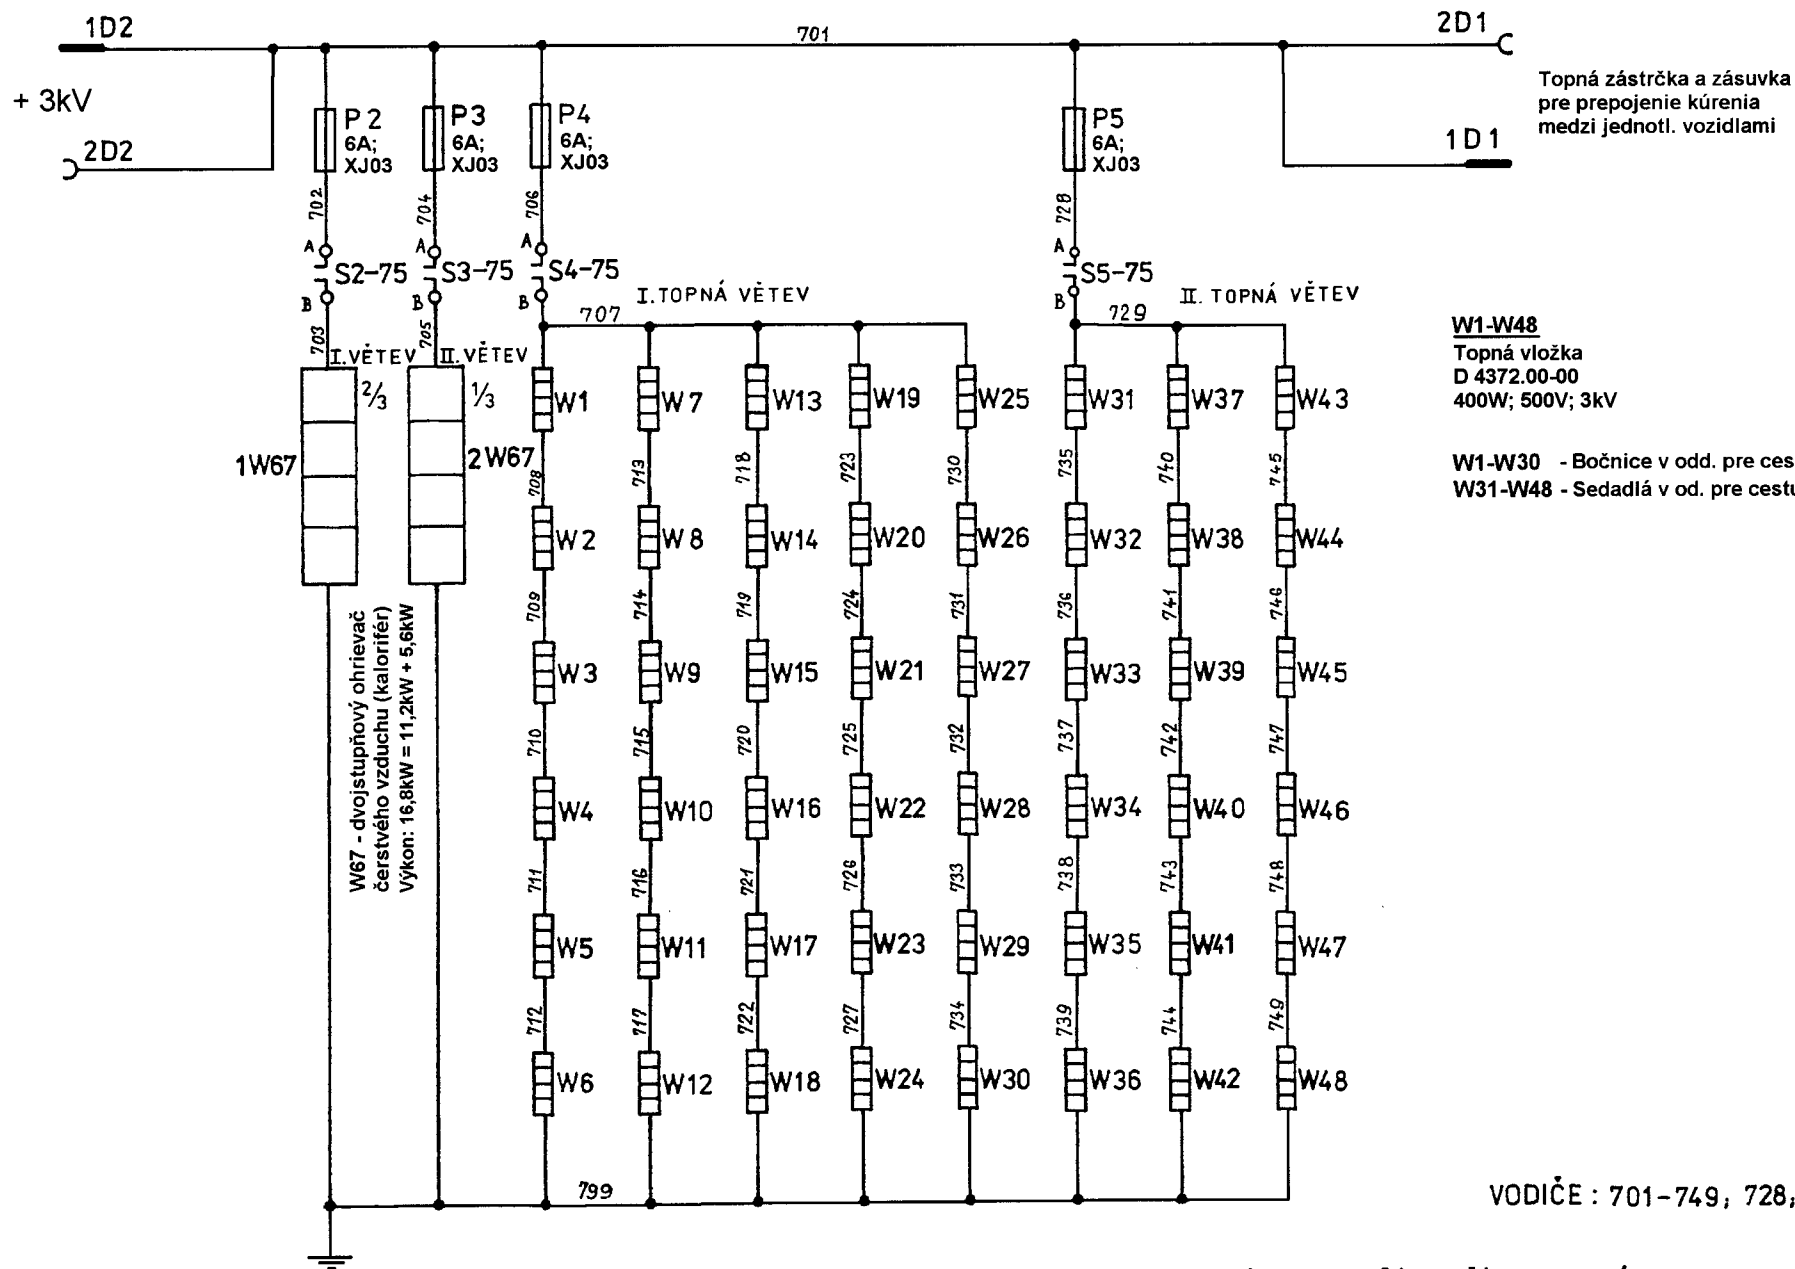 1D2
701
2D1
+ 3kV
2D2
Topná zástrčka a zásuvka
pre prepojenie kúrenia
medzi jednotl. vozidlami
1D1
P2
6A;
XJ03
P3
6A;
XJ03
P4
6A;
XJ03
P5
6A;
XJ03
702
704
706
728
A
A
A
A
S2-75
S3-75
S4-75
S5-75
B
B
B
B
I. TOPNÁ VĚTEV
II. TOPNÁ VĚTEV
703
705
707
729
I. VĚTEV
II. VĚTEV
2/3
1/3
1W67
2W67
W67 - dvojstupňový ohrievač
čerstvého vzduchu (kalorifér)
Výkon: 16,8kW = 11,2kW + 5,6kW
W1-W48
Topná vložka
D 4372.00-00
400W; 500V; 3kV
W1-W30 - Bočnice v odd. pre ces
W31-W48 - Sedadlá v od. pre cestu
W1 W7 W13 W19 W25 W31 W37 W43
708 713 718 723 730 735 740 745
W2 W8 W14 W20 W26 W32 W38 W44
709 714 719 724 731 736 741 746
W3 W9 W15 W21 W27 W33 W39 W45
710 715 720 725 732 737 742 747
W4 W10 W16 W22 W28 W34 W40 W46
711 716 721 726 733 738 743 748
W5 W11 W17 W23 W29 W35 W41 W47
712 717 722 727 734 739 744 749
W6 W12 W18 W24 W30 W36 W42 W48
799
VODIČE : 701-749; 728;